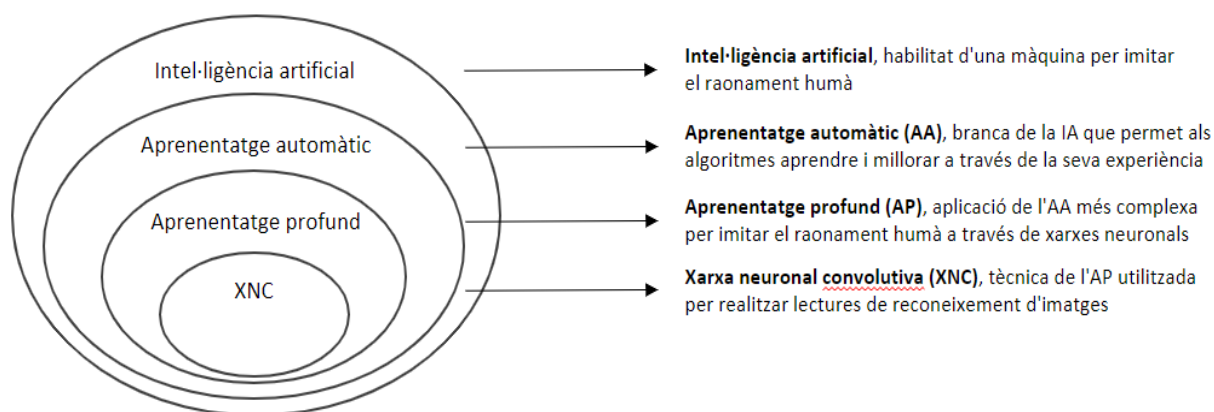 Intel·ligència artificial
Aprenentatge automàtic
Aprenentatge profund
XNC
Intel·ligència artificial, habilitat d'una màquina per imitar
el raonament humà
Aprenentatge automàtic (AA), branca de la IA que permet als
algoritmes aprendre i millorar a través de la seva experiència
Aprenentatge profund (AP), aplicació de l'AA més complexa
per imitar el raonament humà a través de xarxes neuronals
Xarxa neuronal convolutiva (XNC), tècnica de l'AP utilitzada
per realitzar lectures de reconeixement d'imatges